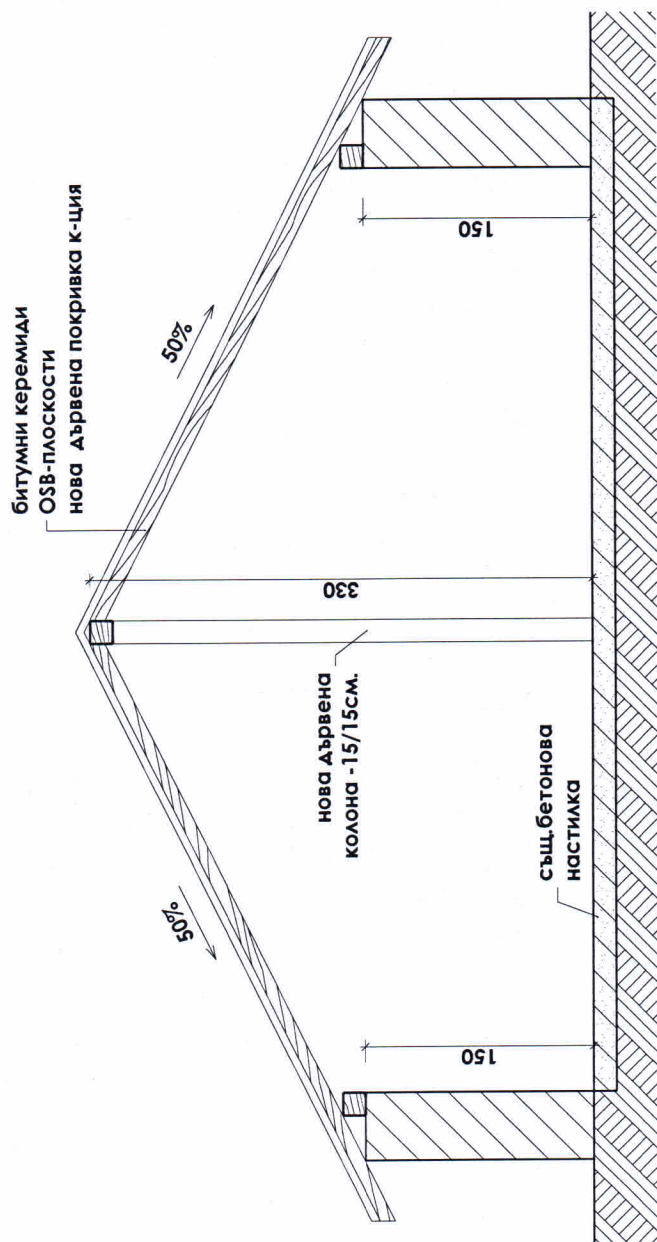 битумни керемиди
OSB-плоскости
нова дървена покривка к-ция
50%
50%
330
нова дървена
колона -15/15см.
150
150
същ.бетонова
настилка